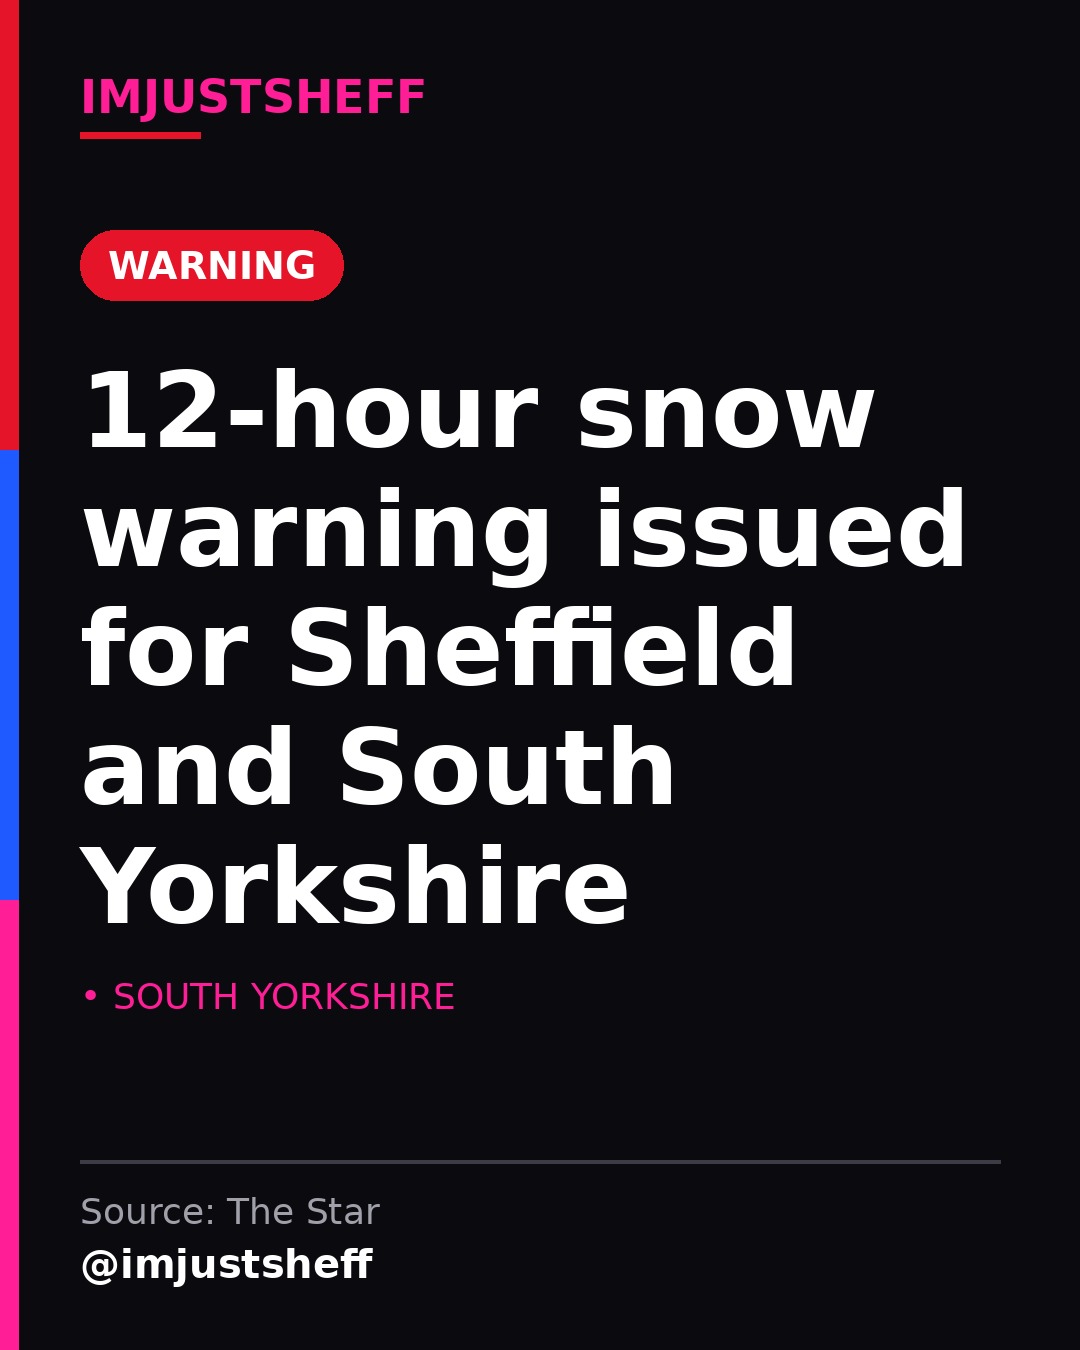 IMJUSTSHEFF
WARNING
12-hour snow
warning issued
for Sheffield
and South
Yorkshire
• SOUTH YORKSHIRE
Source: The Star
@imjustsheff